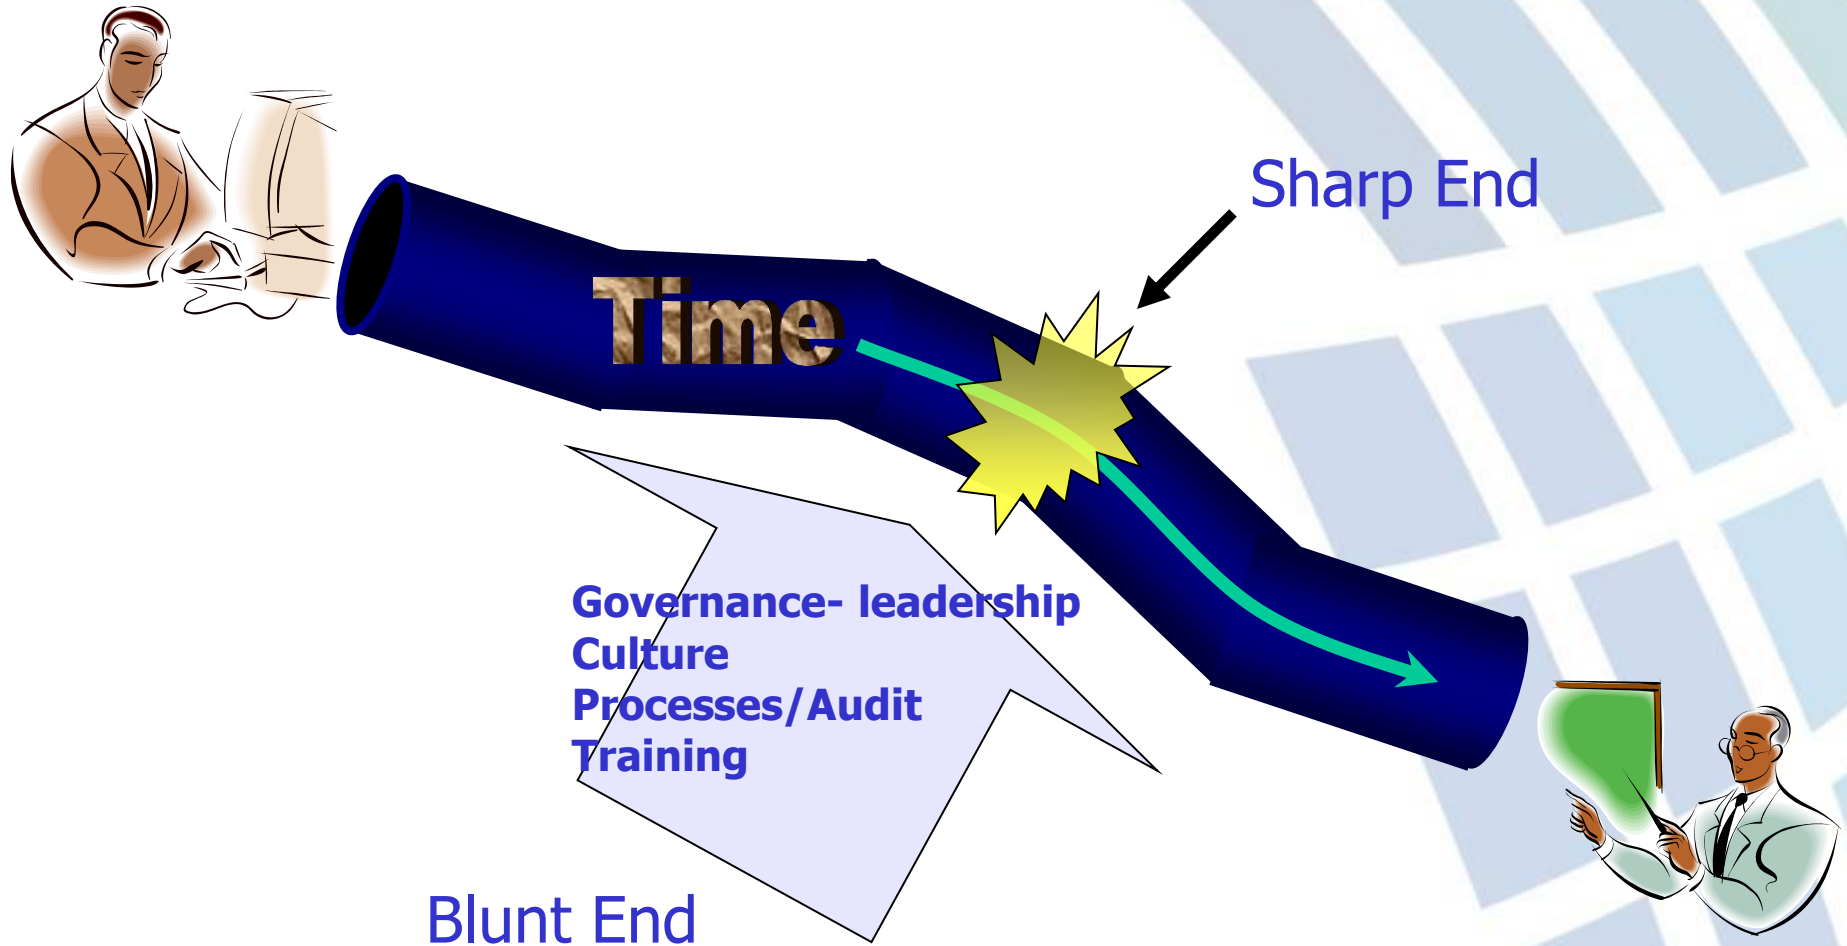 Sharp End
Time
Governance- leadership
Culture
Processes/Audit
Training
Blunt End